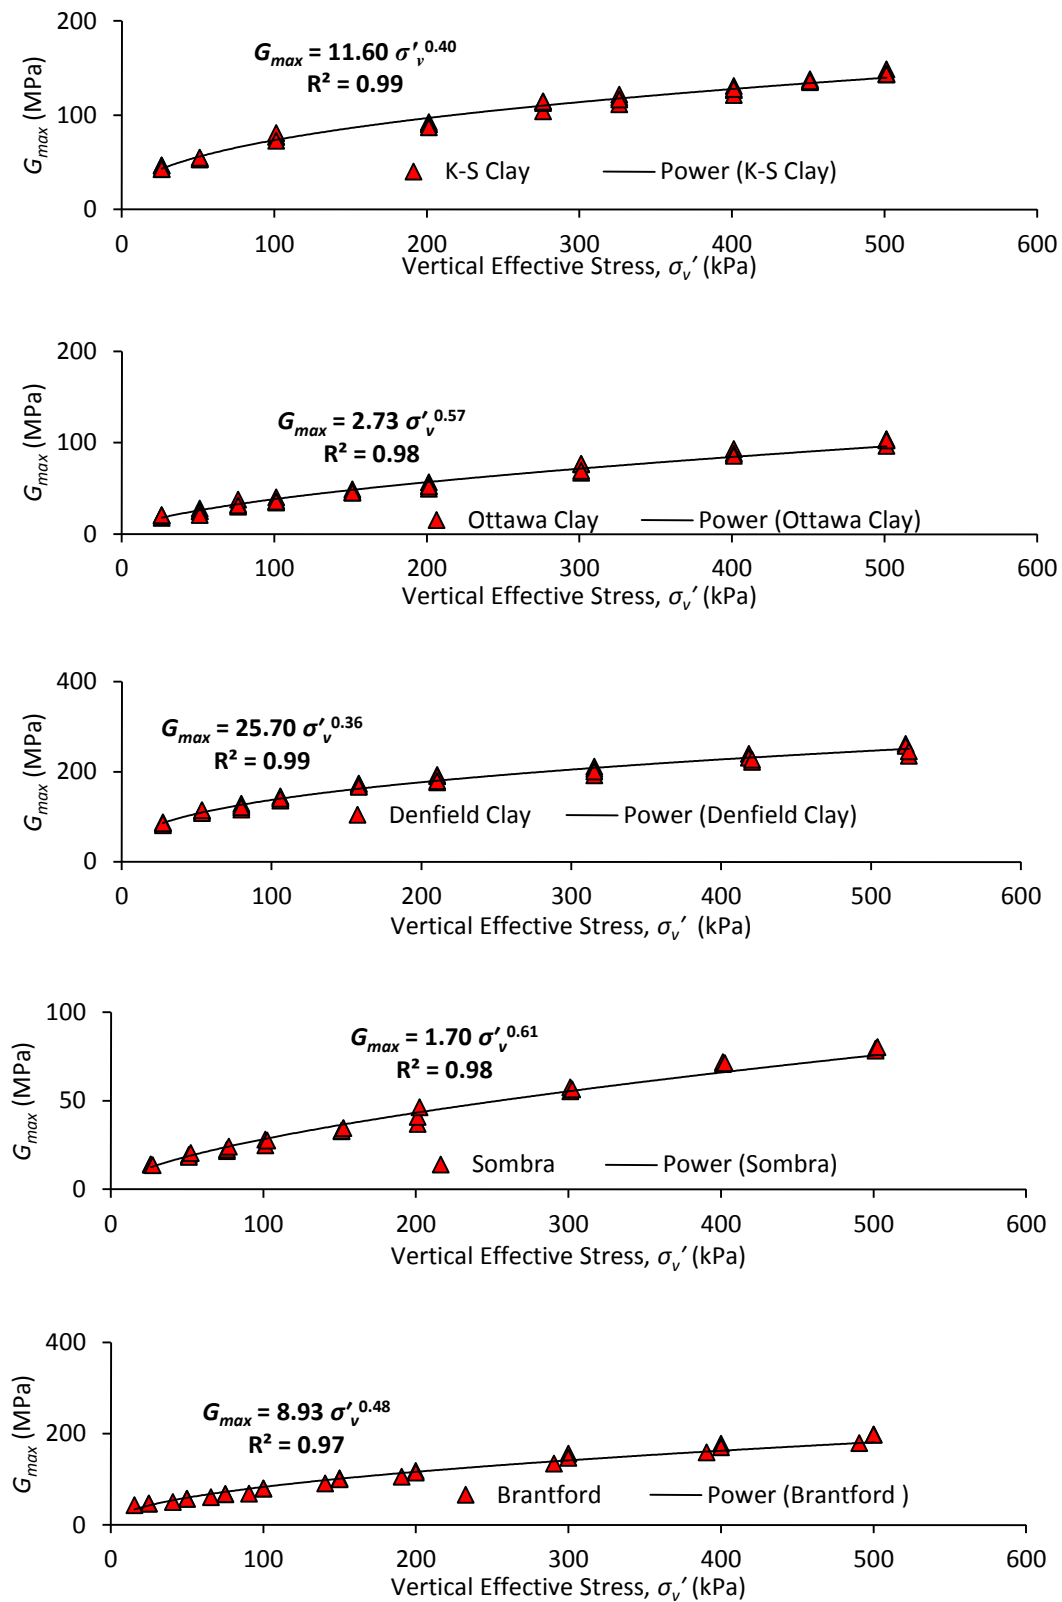 200
G_max = 11.60 σ′_v^0.40
R² = 0.99
100
G_max (MPa)
K-S Clay
Power (K-S Clay)
0
0 100 200 300 400 500 600
Vertical Effective Stress, σ_v′ (kPa)
200
G_max = 2.73 σ′_v^0.57
R² = 0.98
100
G_max (MPa)
Ottawa Clay
Power (Ottawa Clay)
0
0 100 200 300 400 500 600
Vertical Effective Stress, σ_v′ (kPa)
400
G_max = 25.70 σ′_v^0.36
R² = 0.99
200
G_max (MPa)
Denfield Clay
Power (Denfield Clay)
0
0 100 200 300 400 500 600
Vertical Effective Stress, σ_v′ (kPa)
100
G_max = 1.70 σ′_v^0.61
R² = 0.98
50
G_max (MPa)
Sombra
Power (Sombra)
0
0 100 200 300 400 500 600
Vertical Effective Stress, σ_v′ (kPa)
400
G_max = 8.93 σ′_v^0.48
R² = 0.97
200
G_max (MPa)
Brantford
Power (Brantford )
0
0 100 200 300 400 500 600
Vertical Effective Stress, σ_v′ (kPa)